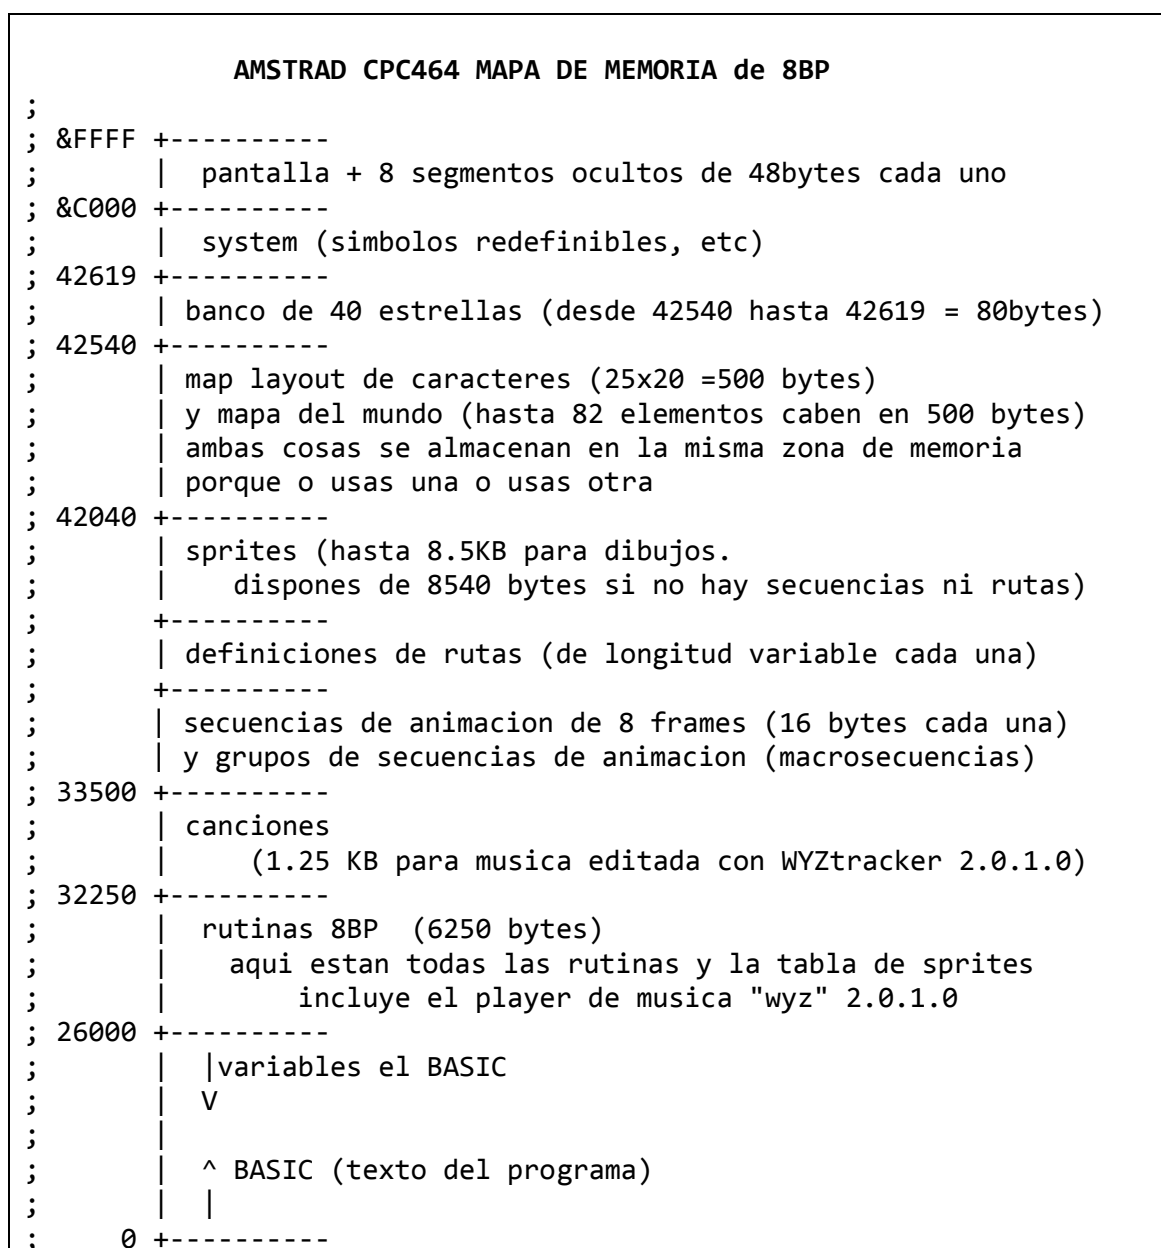 AMSTRAD CPC464 MAPA DE MEMORIA de 8BP
;
; &FFFF +----------
;       |  pantalla + 8 segmentos ocultos de 48bytes cada uno
; &C000 +----------
;       |  system (simbolos redefinibles, etc)
; 42619 +----------
;       | banco de 40 estrellas (desde 42540 hasta 42619 = 80bytes)
; 42540 +----------
;       | map layout de caracteres (25x20 =500 bytes)
;       | y mapa del mundo (hasta 82 elementos caben en 500 bytes)
;       | ambas cosas se almacenan en la misma zona de memoria
;       | porque o usas una o usas otra
; 42040 +----------
;       | sprites (hasta 8.5KB para dibujos.
;       |    dispones de 8540 bytes si no hay secuencias ni rutas)
;       +----------
;       | definiciones de rutas (de longitud variable cada una)
;       +----------
;       | secuencias de animacion de 8 frames (16 bytes cada una)
;       | y grupos de secuencias de animacion (macrosecuencias)
; 33500 +----------
;       | canciones
;       |     (1.25 KB para musica editada con WYZtracker 2.0.1.0)
; 32250 +----------
;       |  rutinas 8BP  (6250 bytes)
;       |    aqui estan todas las rutinas y la tabla de sprites
;       |        incluye el player de musica "wyz" 2.0.1.0
; 26000 +----------
;       |  |variables el BASIC
;       |  V
;       |
;       |  ^ BASIC (texto del programa)
;       |  |
;     0 +----------